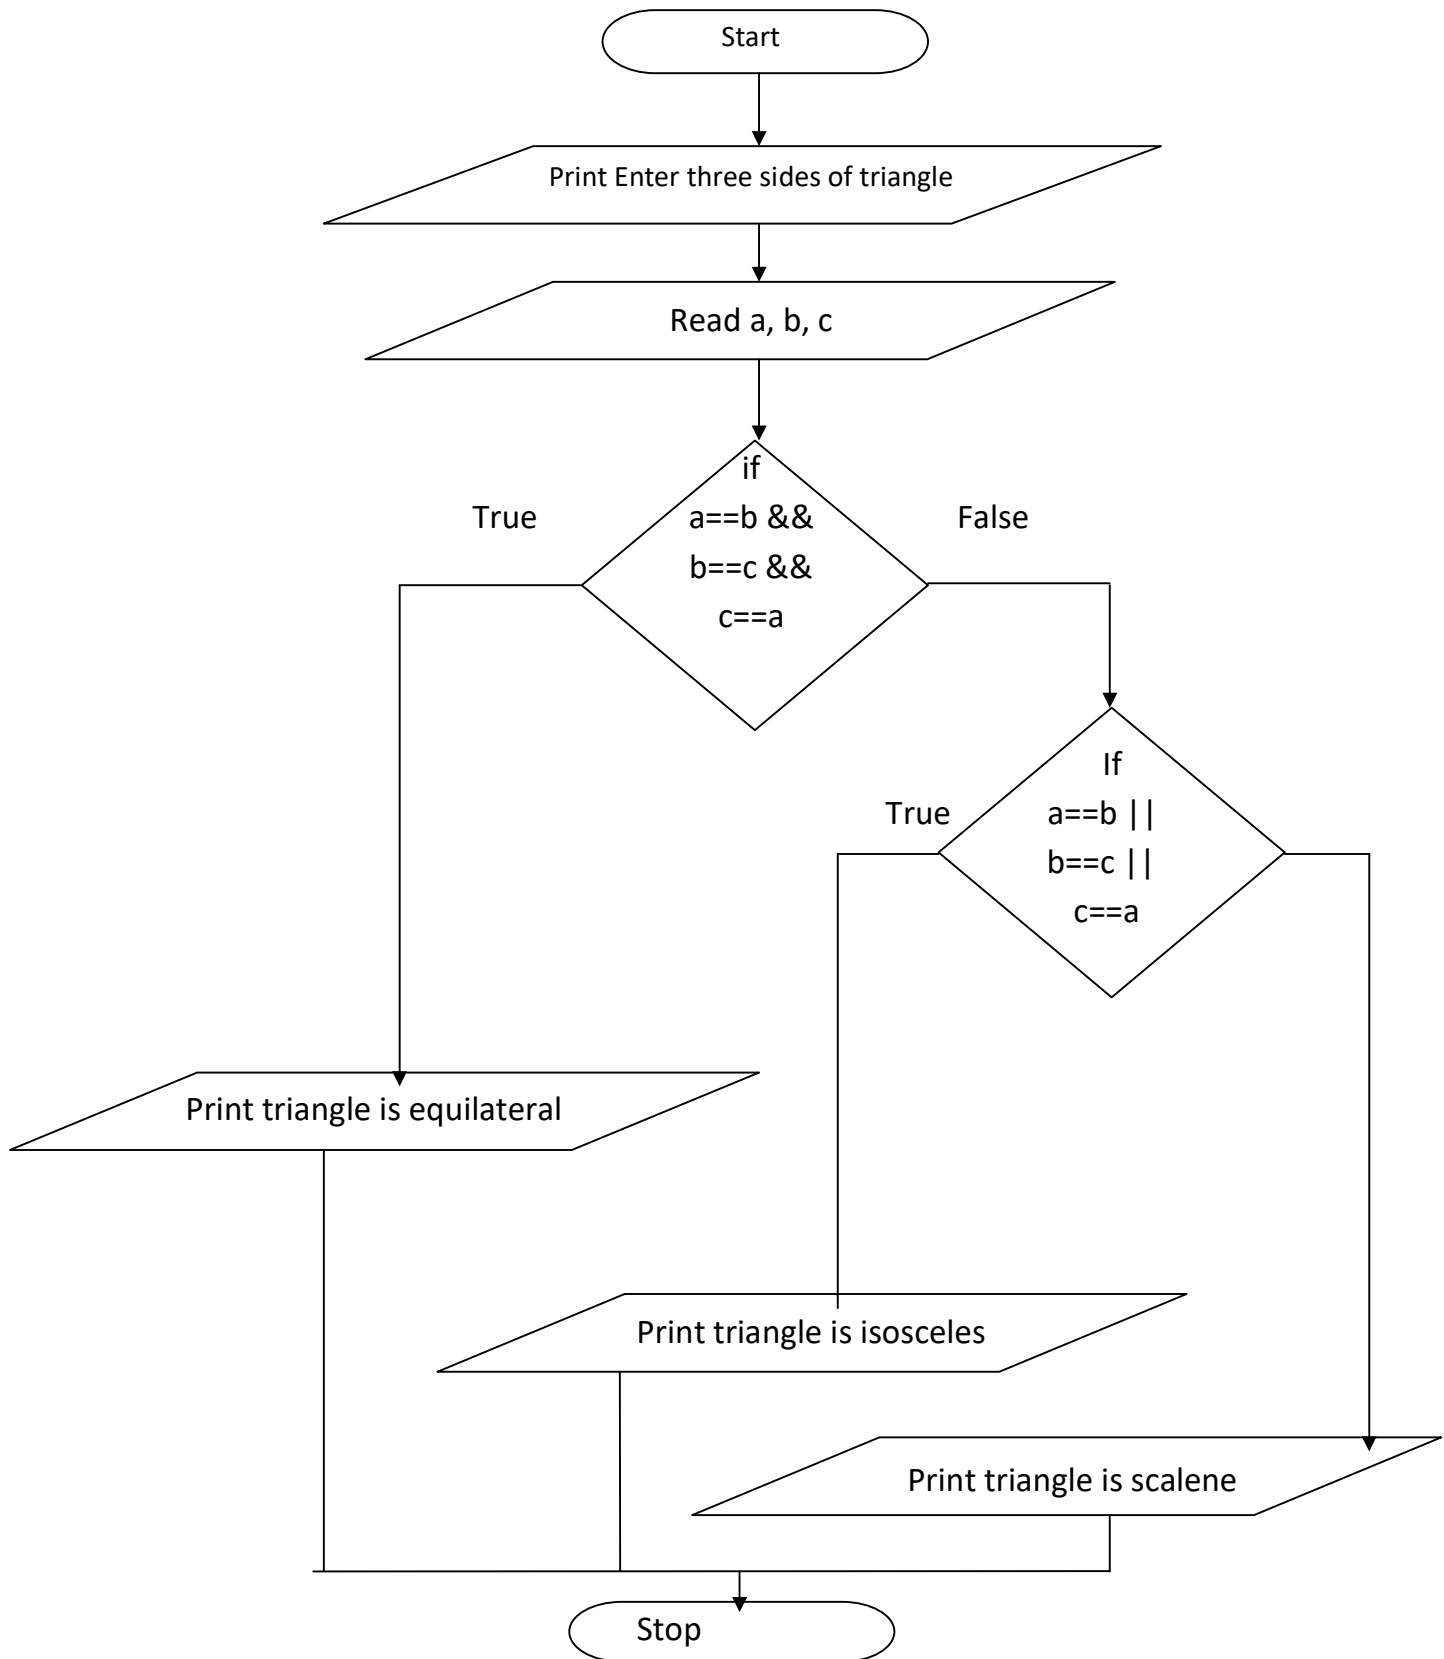 Start
Print Enter three sides of triangle
Read a, b, c
if
True
a==b &&
False
b==c &&
c==a
If
True
a==b ||
b==c ||
c==a
Print triangle is equilateral
Print triangle is isosceles
Print triangle is scalene
Stop